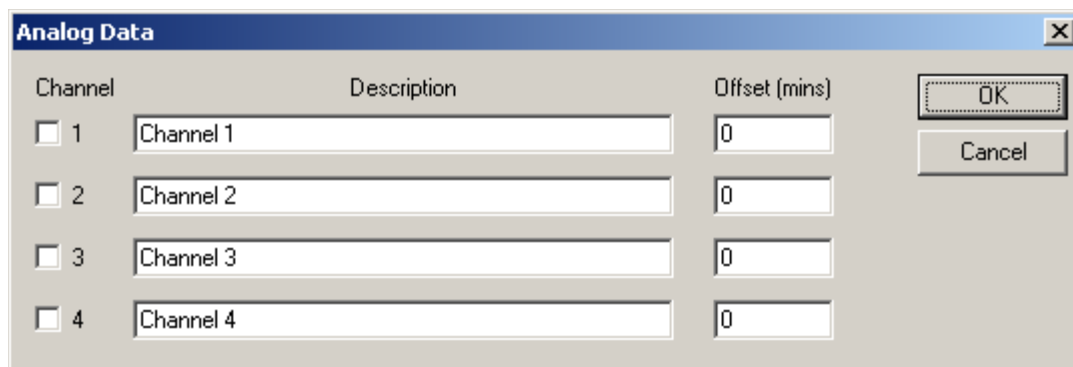 Analog Data
Channel Description Offset (mins) OK
1 Channel 1 0
Cancel
2 Channel 2 0
3 Channel 3 0
4 Channel 4 0